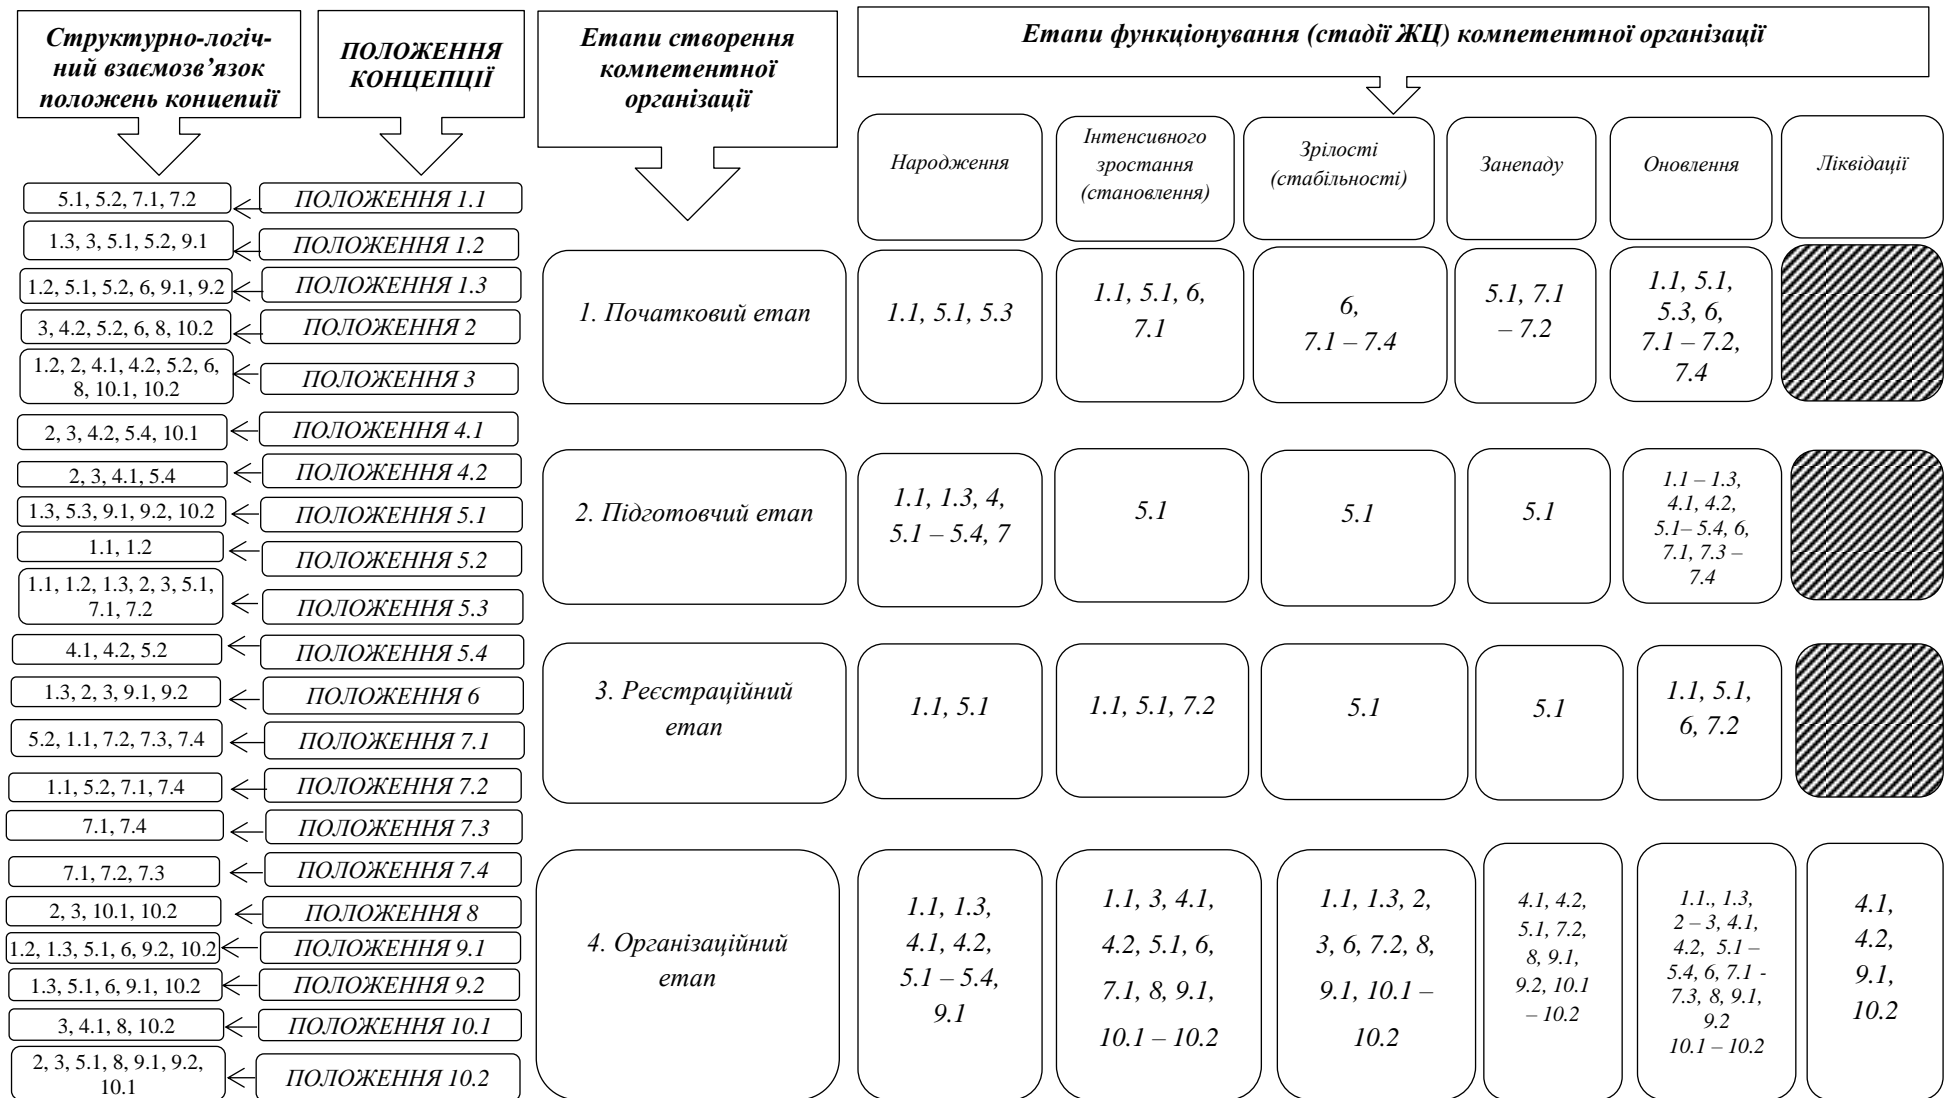 Структурно-логіч-
ний взаємозв’язок
положень кониепиії
ПОЛОЖЕННЯ
КОНЦЕПЦІЇ
Етапи створення
компетентної
організації
Етапи функціонування (стадії ЖЦ) компетентної організації
Народження
Інтенсивного
зростання
(становлення)
Зрілості
(стабільності)
Занепаду
Оновлення
Ліквідації
5.1, 5.2, 7.1, 7.2
ПОЛОЖЕННЯ 1.1
1.3, 3, 5.1, 5.2, 9.1
ПОЛОЖЕННЯ 1.2
1.2, 5.1, 5.2, 6, 9.1, 9.2
ПОЛОЖЕННЯ 1.3
3, 4.2, 5.2, 6, 8, 10.2
ПОЛОЖЕННЯ 2
1.2, 2, 4.1, 4.2, 5.2, 6,
8, 10.1, 10.2
ПОЛОЖЕННЯ 3
2, 3, 4.2, 5.4, 10.1
ПОЛОЖЕННЯ 4.1
2, 3, 4.1, 5.4
ПОЛОЖЕННЯ 4.2
1.3, 5.3, 9.1, 9.2, 10.2
ПОЛОЖЕННЯ 5.1
1.1, 1.2
ПОЛОЖЕННЯ 5.2
1.1, 1.2, 1.3, 2, 3, 5.1,
7.1, 7.2
ПОЛОЖЕННЯ 5.3
4.1, 4.2, 5.2
ПОЛОЖЕННЯ 5.4
1.3, 2, 3, 9.1, 9.2
ПОЛОЖЕННЯ 6
5.2, 1.1, 7.2, 7.3, 7.4
ПОЛОЖЕННЯ 7.1
1.1, 5.2, 7.1, 7.4
ПОЛОЖЕННЯ 7.2
7.1, 7.4
ПОЛОЖЕННЯ 7.3
7.1, 7.2, 7.3
ПОЛОЖЕННЯ 7.4
2, 3, 10.1, 10.2
ПОЛОЖЕННЯ 8
1.2, 1.3, 5.1, 6, 9.2, 10.2
ПОЛОЖЕННЯ 9.1
1.3, 5.1, 6, 9.1, 10.2
ПОЛОЖЕННЯ 9.2
3, 4.1, 8, 10.2
ПОЛОЖЕННЯ 10.1
2, 3, 5.1, 8, 9.1, 9.2,
10.1
ПОЛОЖЕННЯ 10.2
1. Початковий етап
1.1, 5.1, 5.3
1.1, 5.1, 6,
7.1
6,
7.1 – 7.4
5.1, 7.1
– 7.2
1.1, 5.1,
5.3, 6,
7.1 – 7.2,
7.4
2. Підготовчий етап
1.1, 1.3, 4,
5.1 – 5.4, 7
5.1
5.1
5.1
1.1 – 1.3,
4.1, 4.2,
5.1– 5.4, 6,
7.1, 7.3 –
7.4
3. Реєстраційний
етап
1.1, 5.1
1.1, 5.1, 7.2
5.1
5.1
1.1, 5.1,
6, 7.2
4. Організаційний
етап
1.1, 1.3,
4.1, 4.2,
5.1 – 5.4,
9.1
1.1, 3, 4.1,
4.2, 5.1, 6,
7.1, 8, 9.1,
10.1 – 10.2
1.1, 1.3, 2,
3, 6, 7.2, 8,
9.1, 10.1 –
10.2
4.1, 4.2,
5.1, 7.2,
8, 9.1,
9.2, 10.1
– 10.2
1.1., 1.3,
2 – 3, 4.1,
4.2, 5.1 –
5.4, 6, 7.1 -
7.3, 8, 9.1,
9.2
10.1 – 10.2
4.1,
4.2,
9.1,
10.2